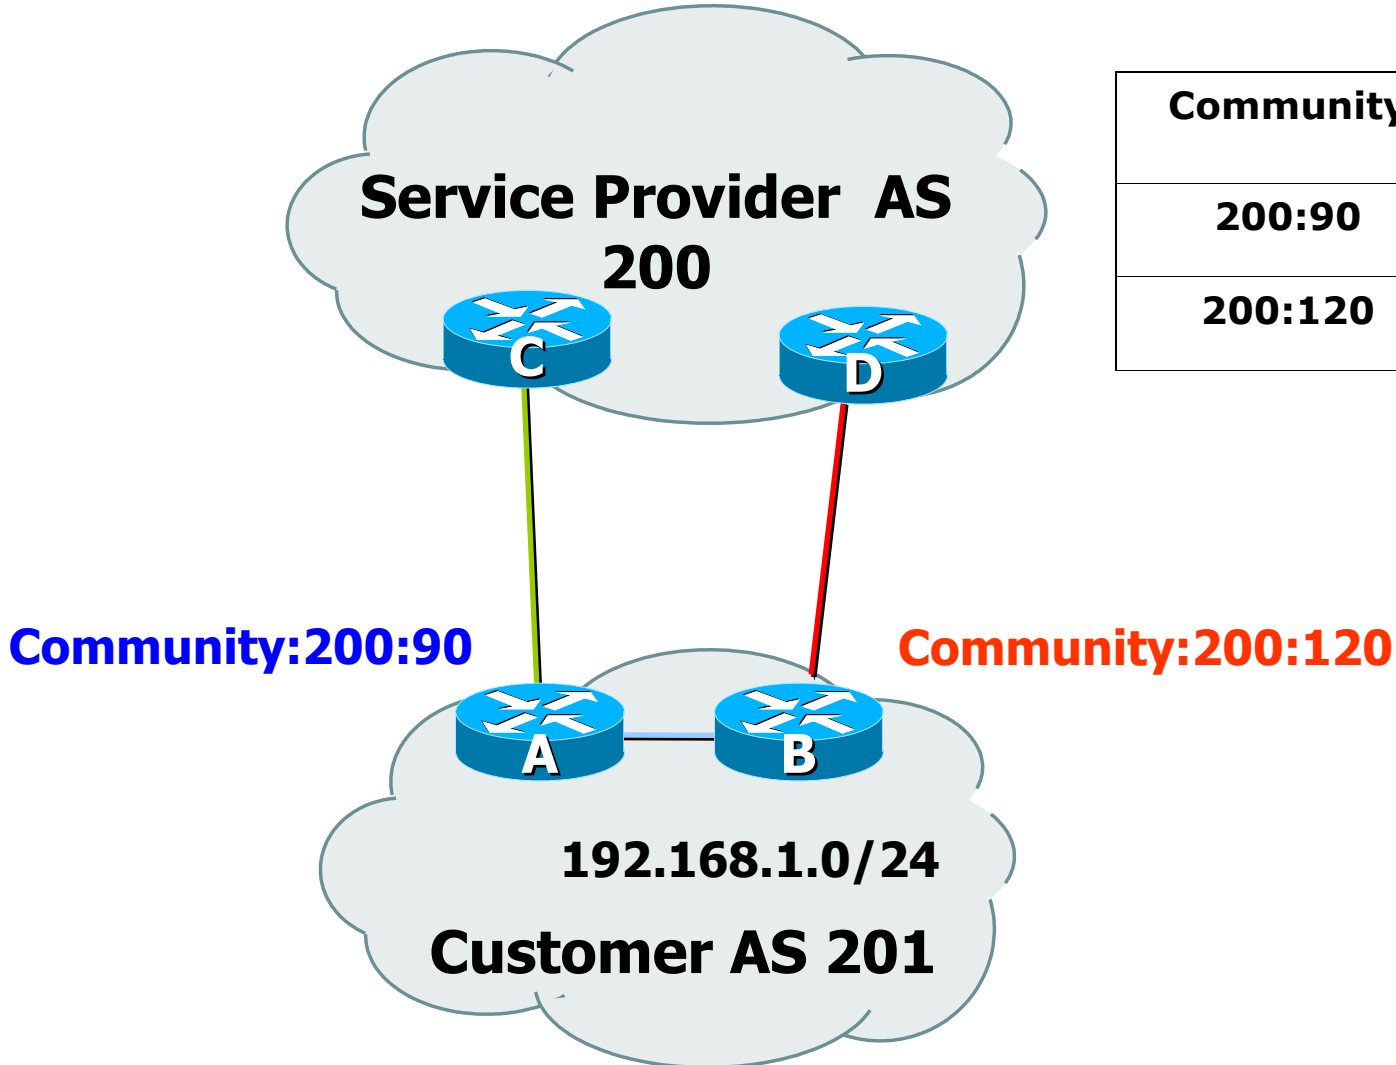 Service Provider AS
200
Community
200:90
200:120
C
D
Community:200:90
Community:200:120
A
B
192.168.1.0/24
Customer AS 201